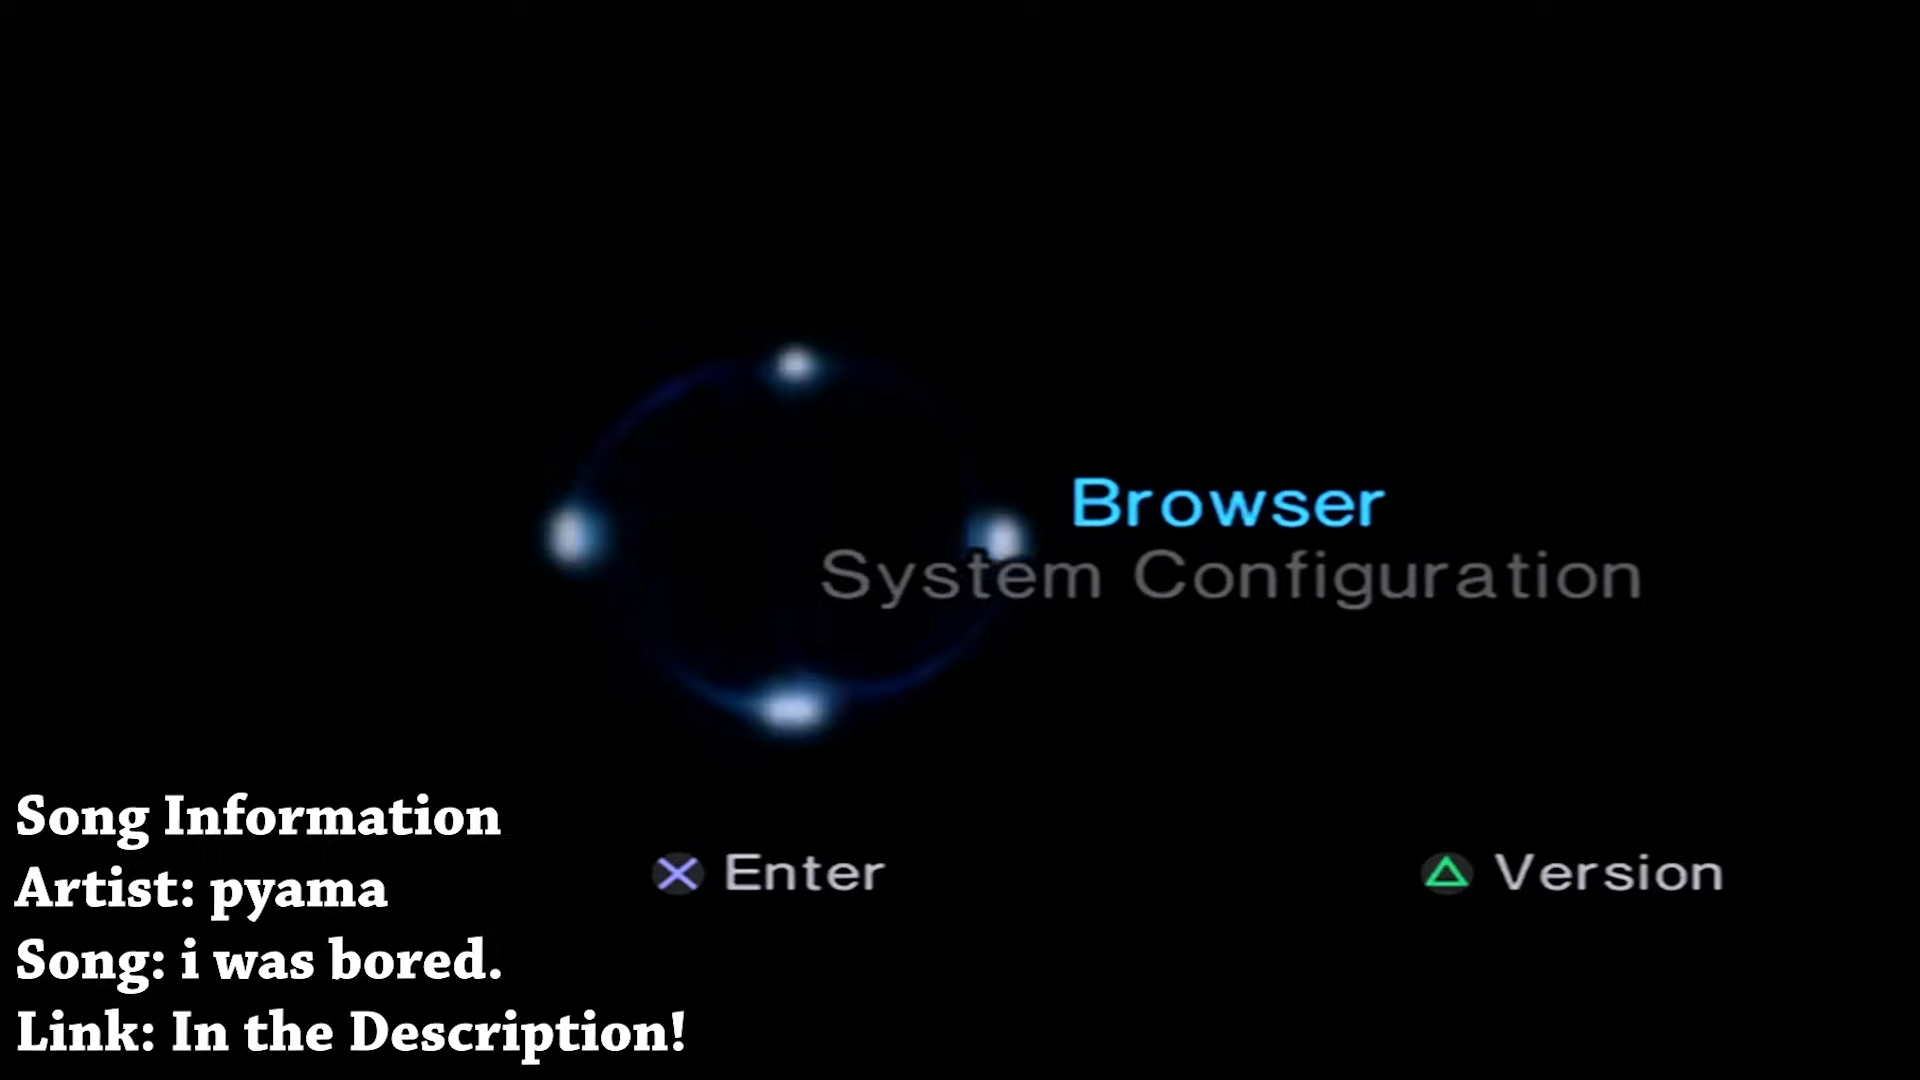 Browser
System Configuration
Enter
Version
Song Information
Artist: pyama
Song: i was bored.
Link: In the Description!